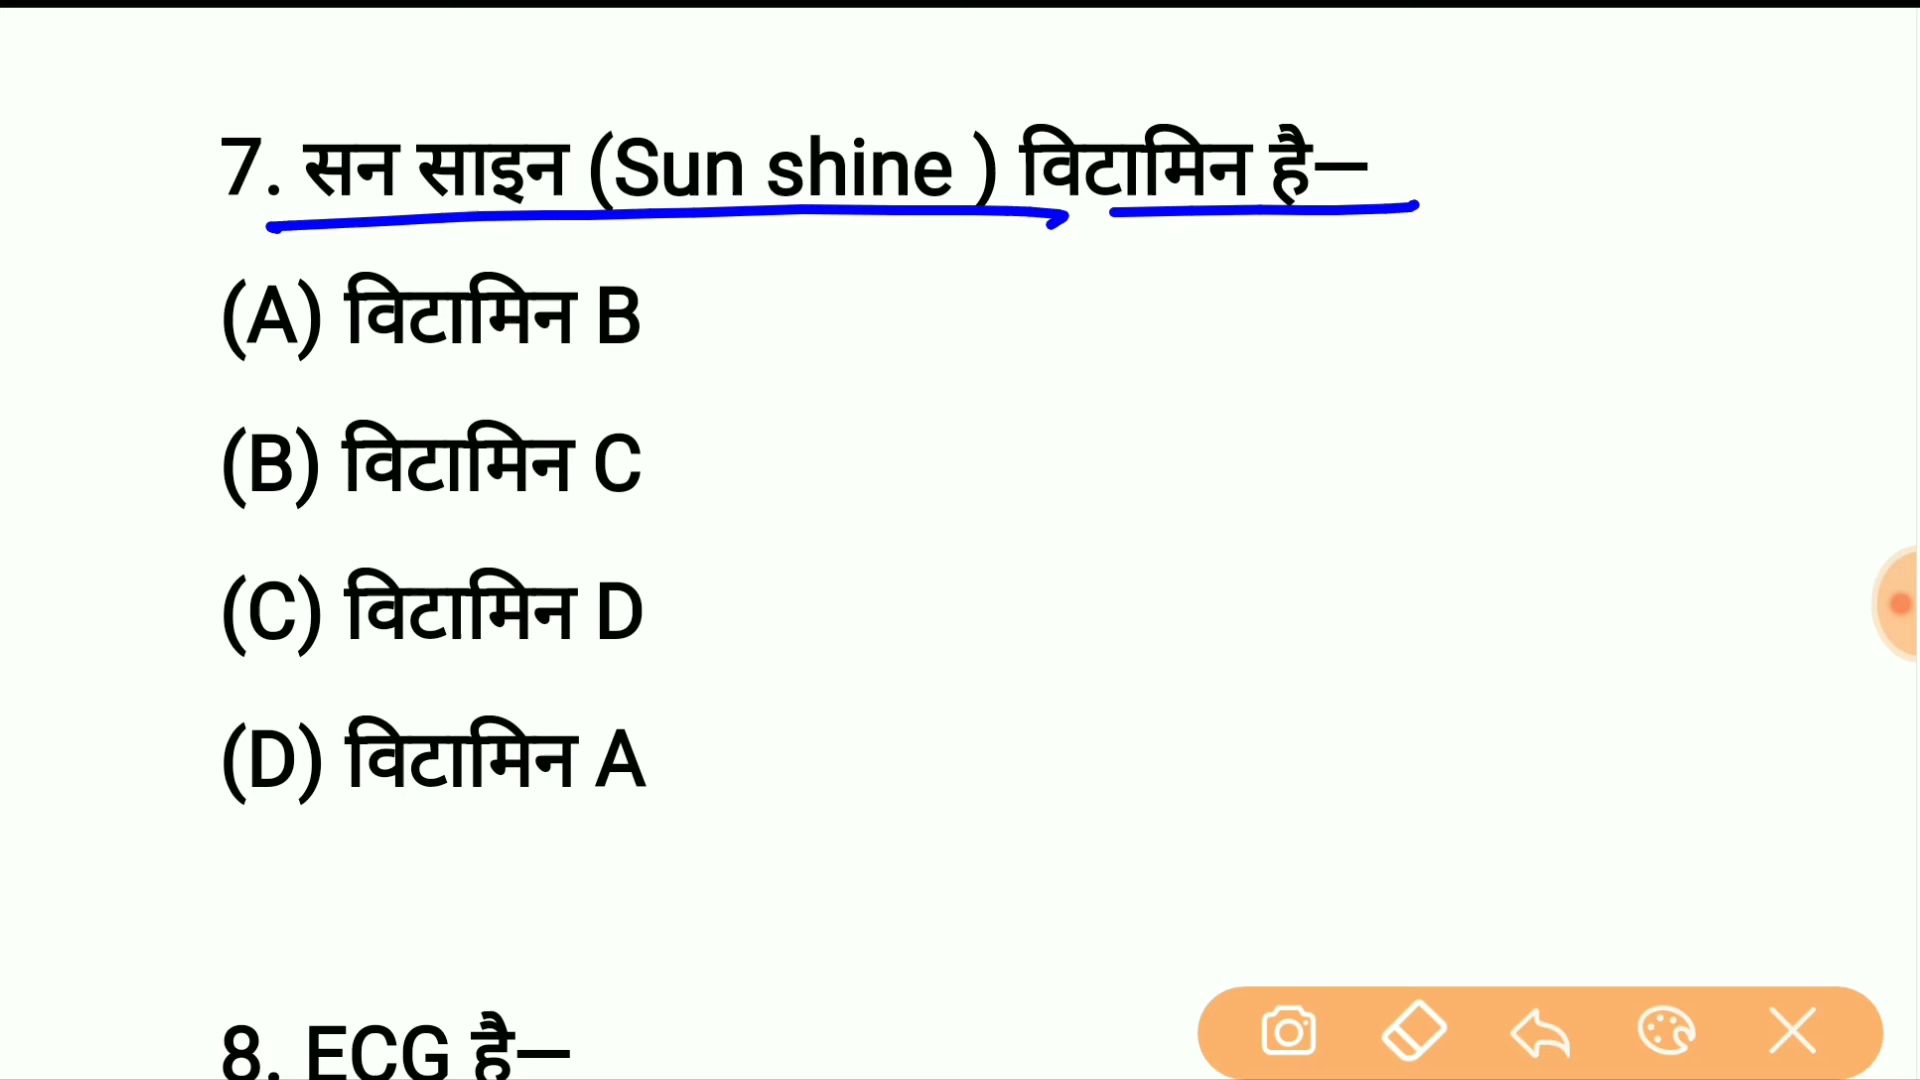 7. सन साइन (Sun shine ) विटामिन है—
(A) विटामिन B
(B) विटामिन C
(C) विटामिन D
(D) विटामिन A
8. ECG है—